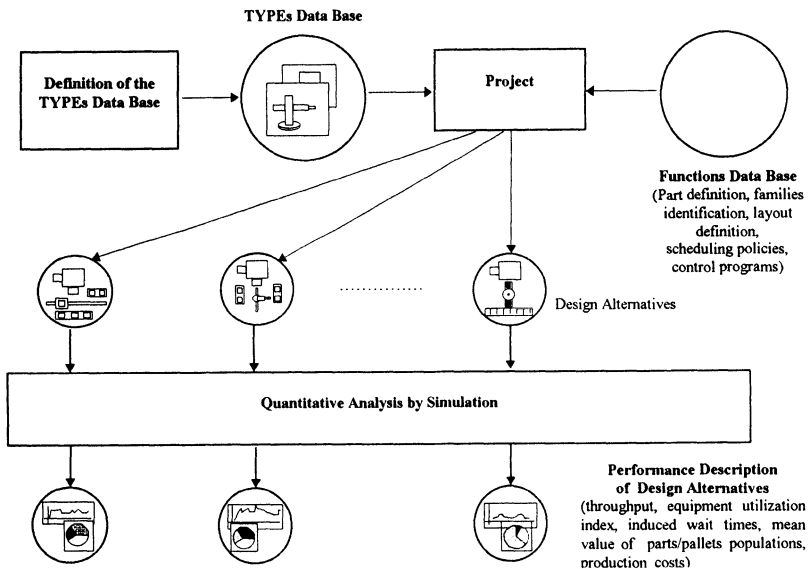 TYPEs Data Base
Definition of the
TYPEs Data Base
Project
Functions Data Base
(Part definition, families
identification, layout
definition,
scheduling policies,
control programs)
Design Alternatives
Quantitative Analysis by Simulation
Performance Description
of Design Alternatives
(throughput, equipment utilization
index, induced wait times, mean
value of parts/pallets populations,
production costs)